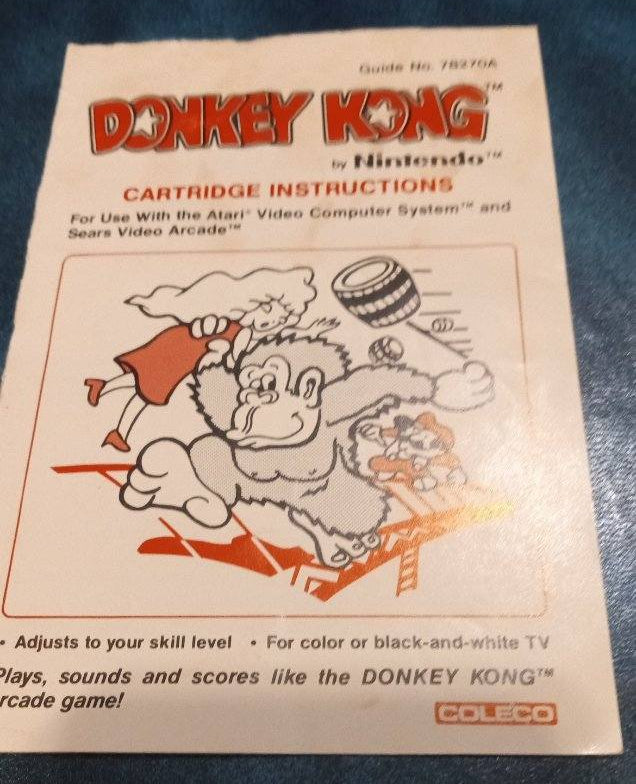 Guide No. 78270A
DONKEY KONG™
by Nintendo™
CARTRIDGE INSTRUCTIONS
For Use With the Atari® Video Computer System™ and
Sears Video Arcade™
• Adjusts to your skill level • For color or black-and-white TV
Plays, sounds and scores like the DONKEY KONG™
rcade game!
COLECO